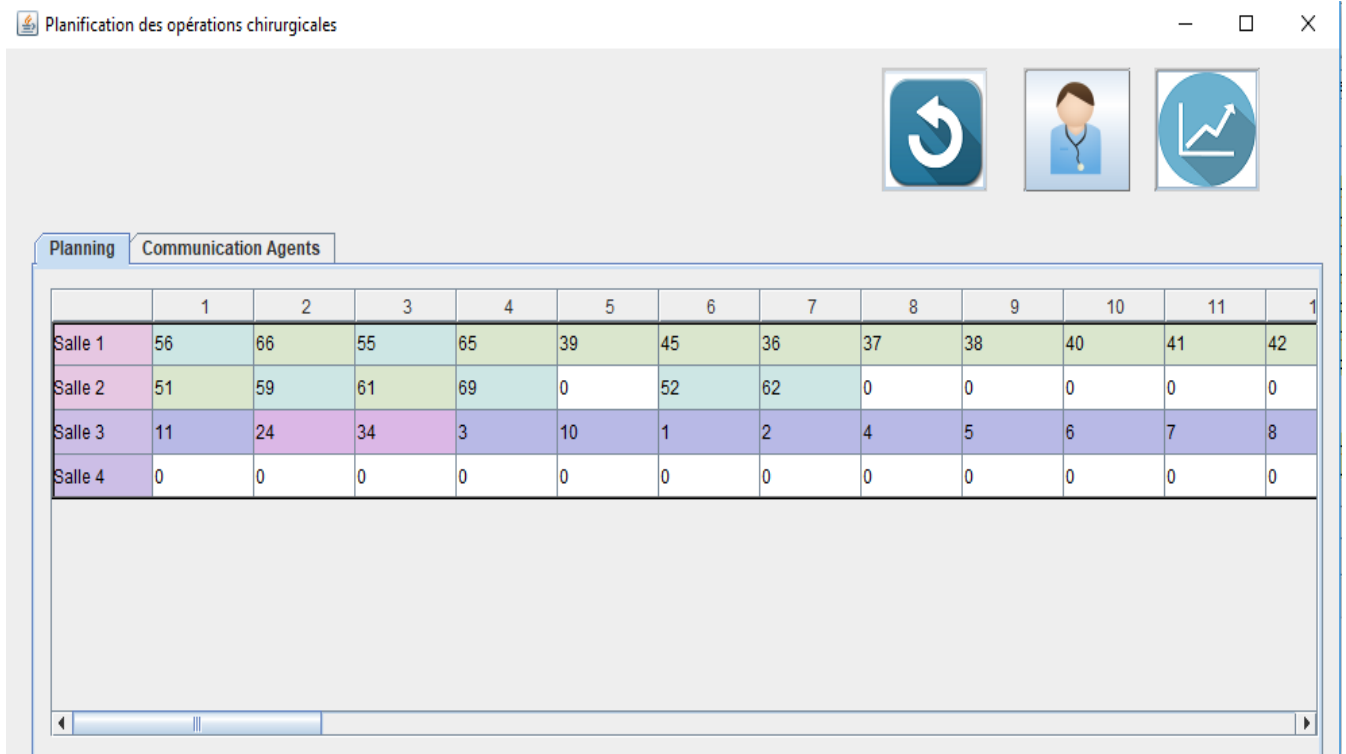 Planification des opérations chirurgicales
Planning Communication Agents
1 2 3 4 5 6 7 8 9 10 11 1
Salle 1 56 66 55 65 39 45 36 37 38 40 41 42
Salle 2 51 59 61 69 0 52 62 0 0 0 0 0
Salle 3 11 24 34 3 10 1 2 4 5 6 7 8
Salle 4 0 0 0 0 0 0 0 0 0 0 0 0